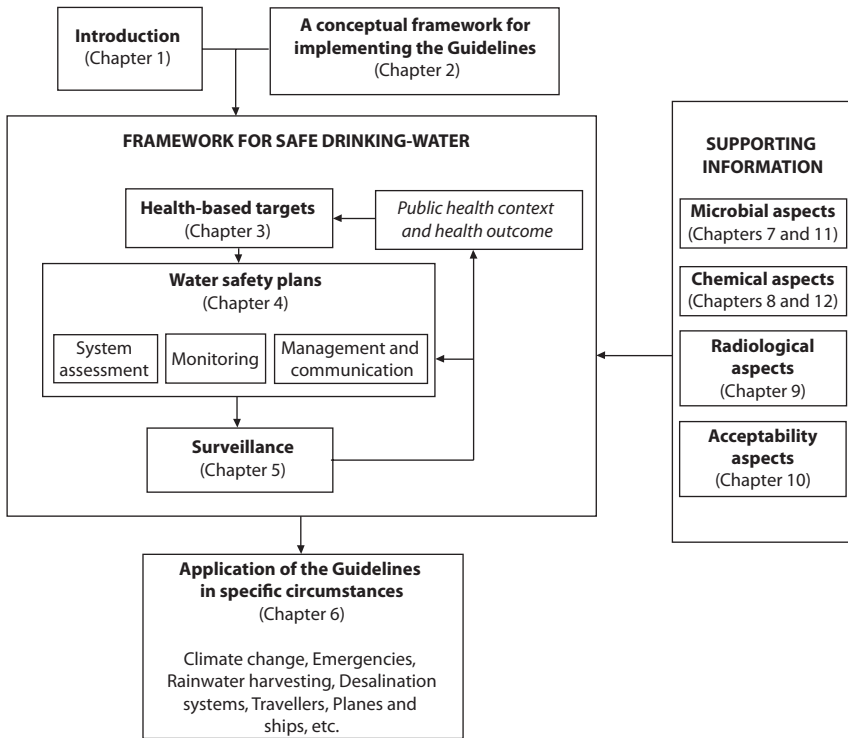 Introduction
(Chapter 1)
A conceptual framework for
implementing the Guidelines
(Chapter 2)
FRAMEWORK FOR SAFE DRINKING-WATER
Health-based targets
(Chapter 3)
Public health context
and health outcome
Water safety plans
(Chapter 4)
System
assessment
Monitoring
Management and
communication
Surveillance
(Chapter 5)
SUPPORTING
INFORMATION
Microbial aspects
(Chapters 7 and 11)
Chemical aspects
(Chapters 8 and 12)
Radiological
aspects
(Chapter 9)
Acceptability
aspects
(Chapter 10)
Application of the Guidelines
in specific circumstances
(Chapter 6)
Climate change, Emergencies,
Rainwater harvesting, Desalination
systems, Travellers, Planes and
ships, etc.